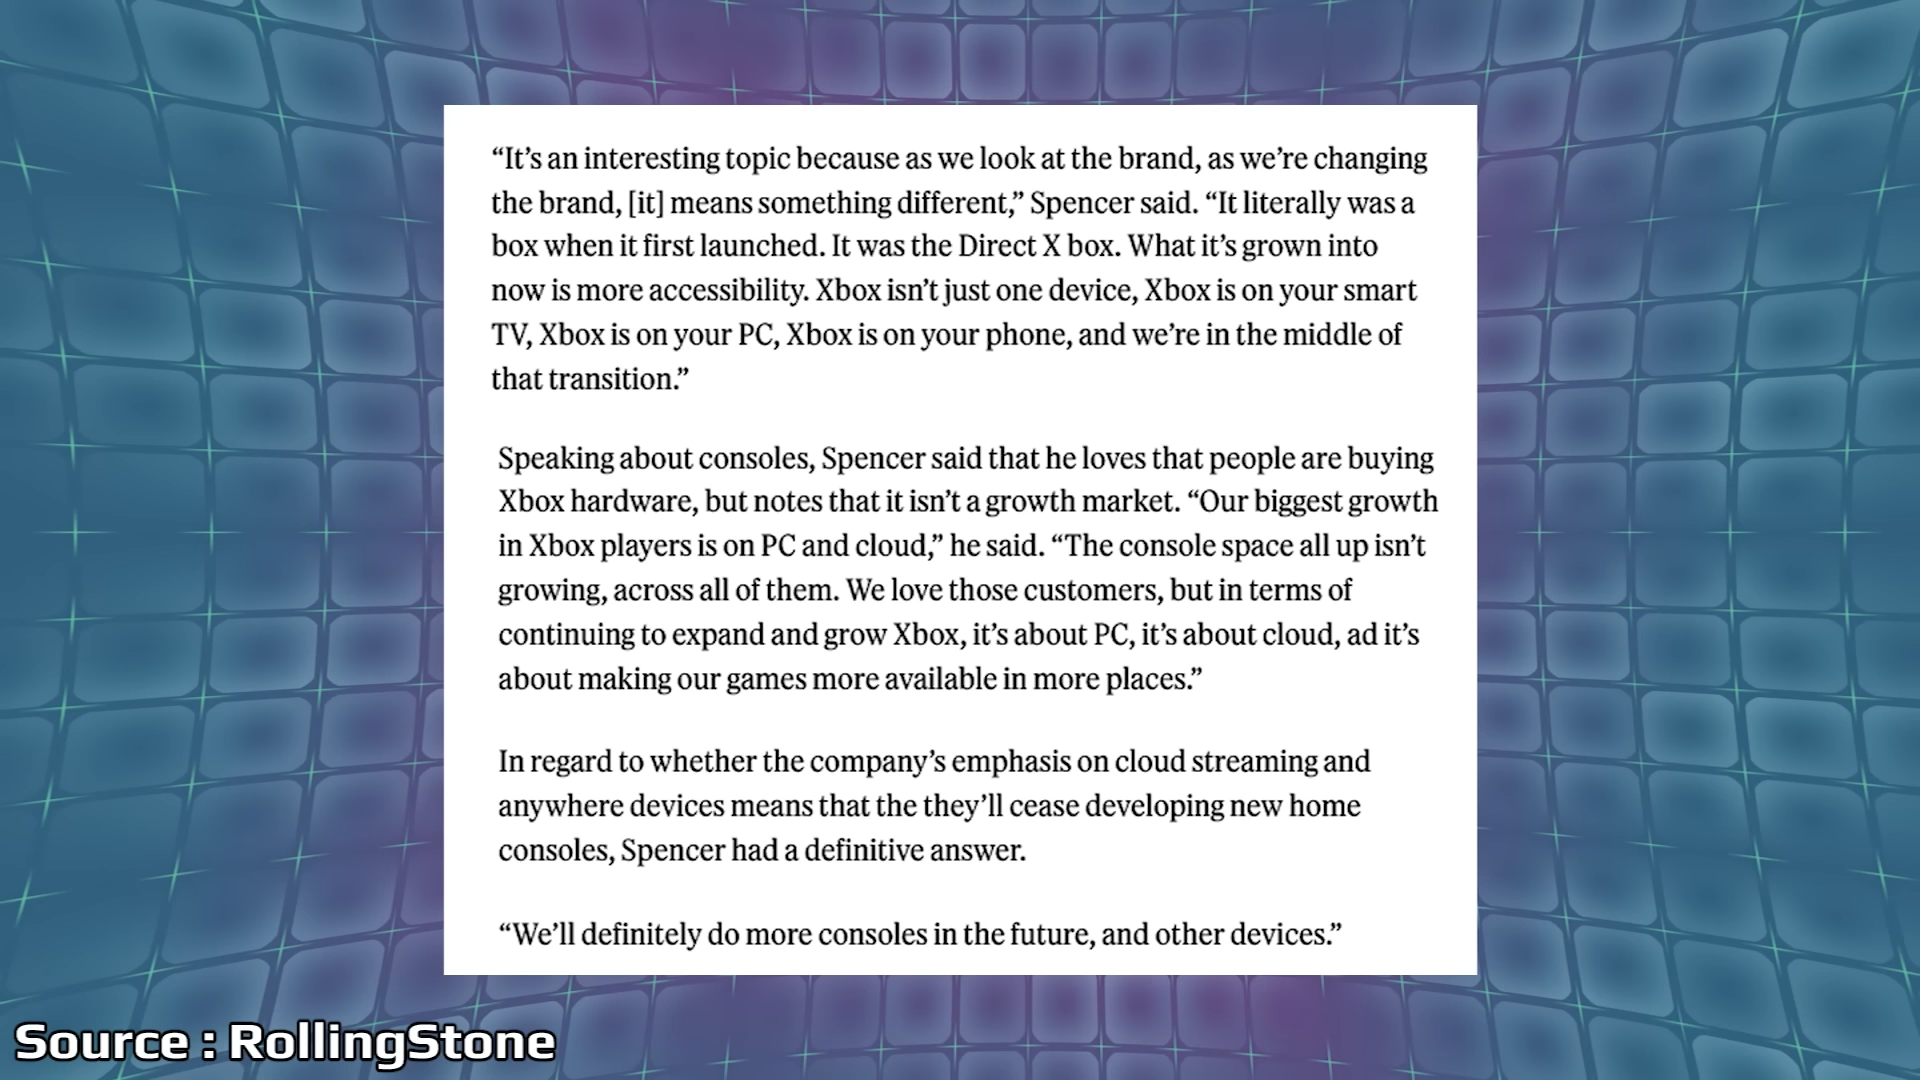 “It’s an interesting topic because as we look at the brand, as we’re changing
the brand, [it] means something different,” Spencer said. “It literally was a
box when it first launched. It was the Direct X box. What it’s grown into
now is more accessibility. Xbox isn’t just one device, Xbox is on your smart
TV, Xbox is on your PC, Xbox is on your phone, and we’re in the middle of
that transition.”
Speaking about consoles, Spencer said that he loves that people are buying
Xbox hardware, but notes that it isn’t a growth market. “Our biggest growth
in Xbox players is on PC and cloud,” he said. “The console space all up isn’t
growing, across all of them. We love those customers, but in terms of
continuing to expand and grow Xbox, it’s about PC, it’s about cloud, ad it’s
about making our games more available in more places.”
In regard to whether the company’s emphasis on cloud streaming and
anywhere devices means that the they’ll cease developing new home
consoles, Spencer had a definitive answer.
“We’ll definitely do more consoles in the future, and other devices.”
Source : RollingStone